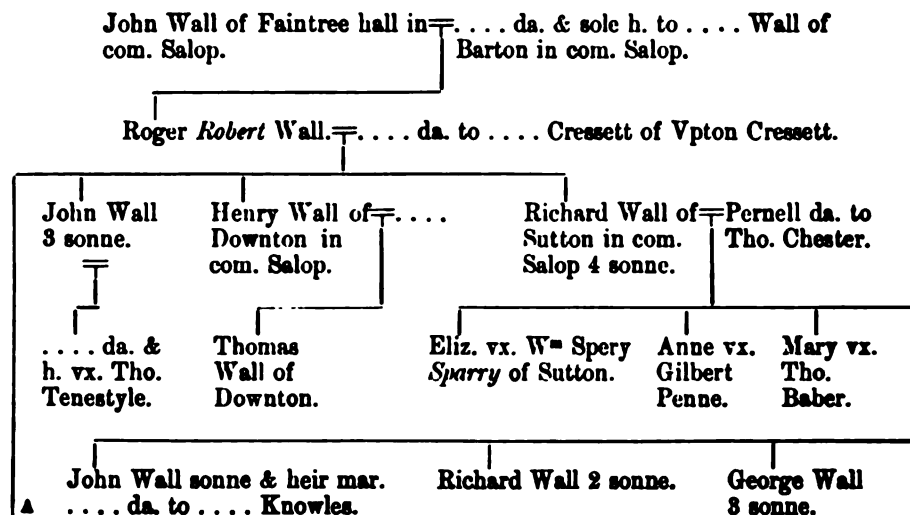 John Wall of Faintree hall in = . . . . da. & sole h. to . . . . Wall of
com. Salop. Barton in com. Salop.
Roger Robert Wall. = . . . . da. to . . . . Cressett of Vpton Cressett.
John Wall
3 sonne.
Henry Wall of = . . . .
Downton in
com. Salop.
Richard Wall of = Pernell da. to
Sutton in com. Tho. Chester.
Salop 4 sonne.
. . . . da. &
h. vx. Tho.
Tenestyle.
Thomas
Wall of
Downton.
Eliz. vx. Wm Spery
Sparry of Sutton.
Anne vx.
Gilbert
Penne.
Mary vx.
Tho.
Baber.
John Wall sonne & heir mar.
. . . . da. to . . . . Knowles.
Richard Wall 2 sonne.
George Wall
3 sonne.
A